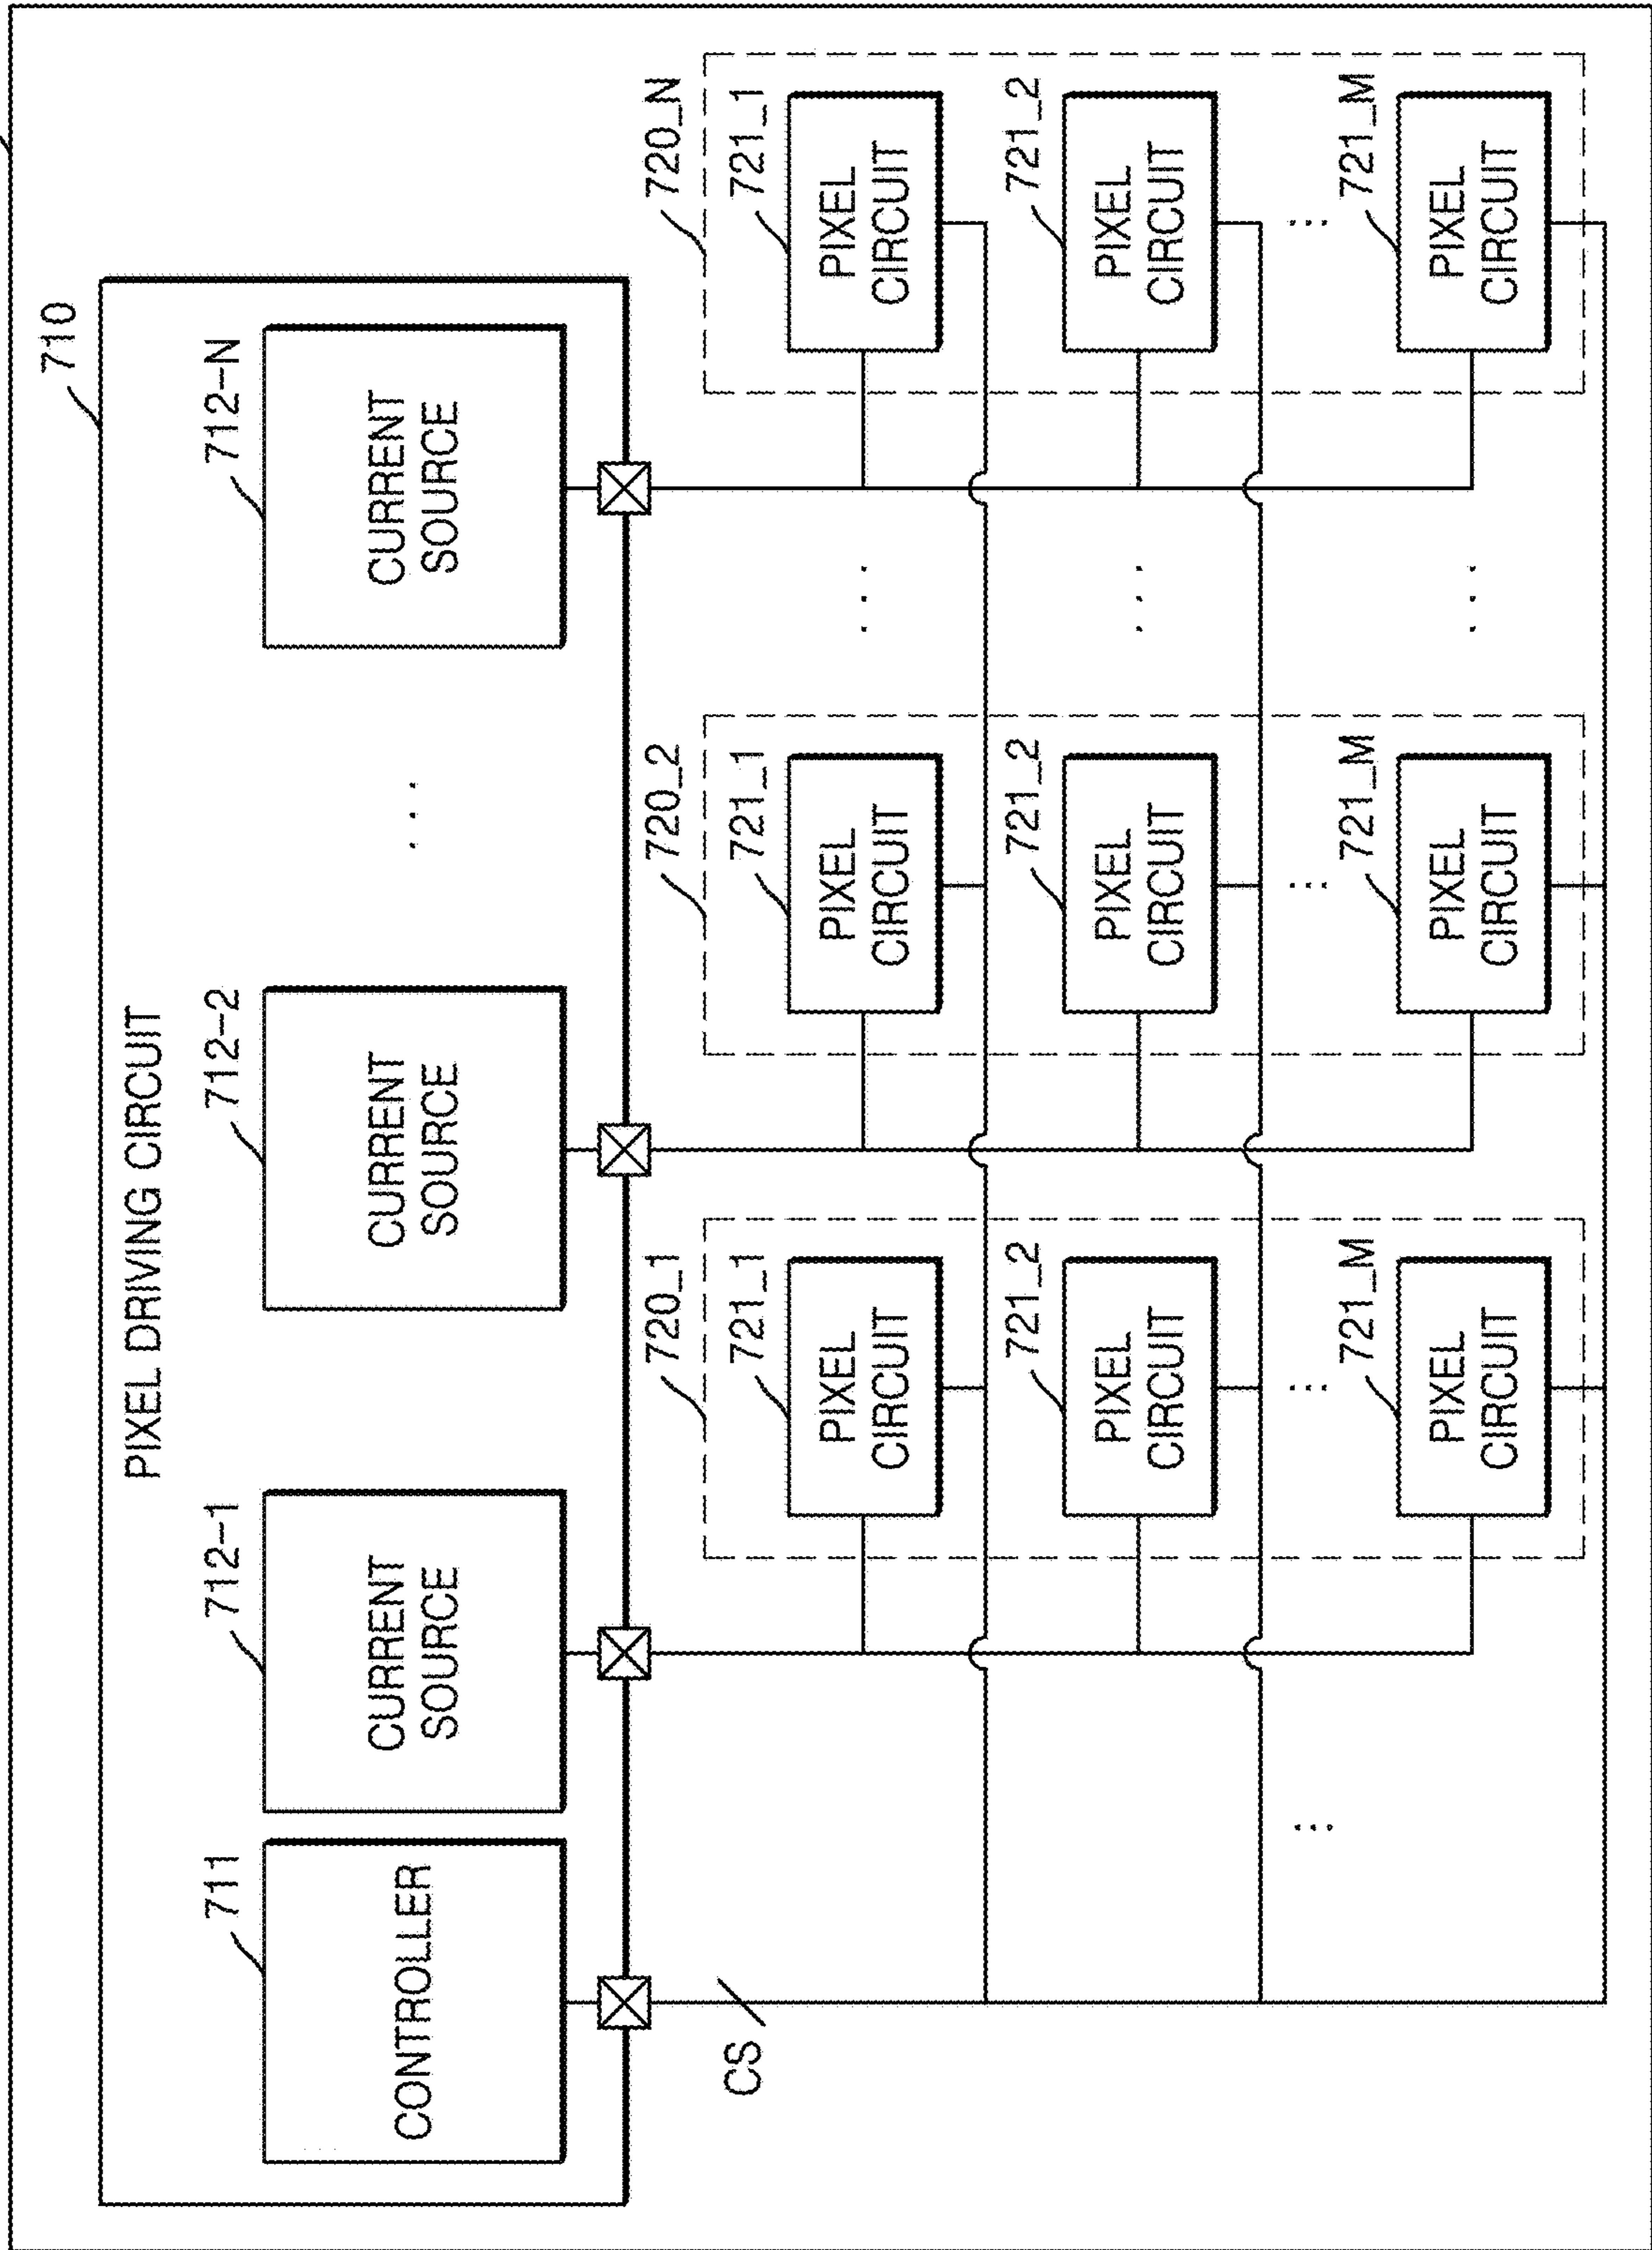 710
PIXEL DRIVING CIRCUIT
711
712-1
712-2
712-N
CONTROLLER
CURRENT
SOURCE
CURRENT
SOURCE
...
CURRENT
SOURCE
CS
720_1
720_2
720_N
721_1
721_1
721_1
PIXEL
CIRCUIT
PIXEL
CIRCUIT
...
PIXEL
CIRCUIT
721_2
721_2
721_2
PIXEL
CIRCUIT
PIXEL
CIRCUIT
...
PIXEL
CIRCUIT
...
...
...
...
721_M
721_M
721_M
PIXEL
CIRCUIT
PIXEL
CIRCUIT
...
PIXEL
CIRCUIT